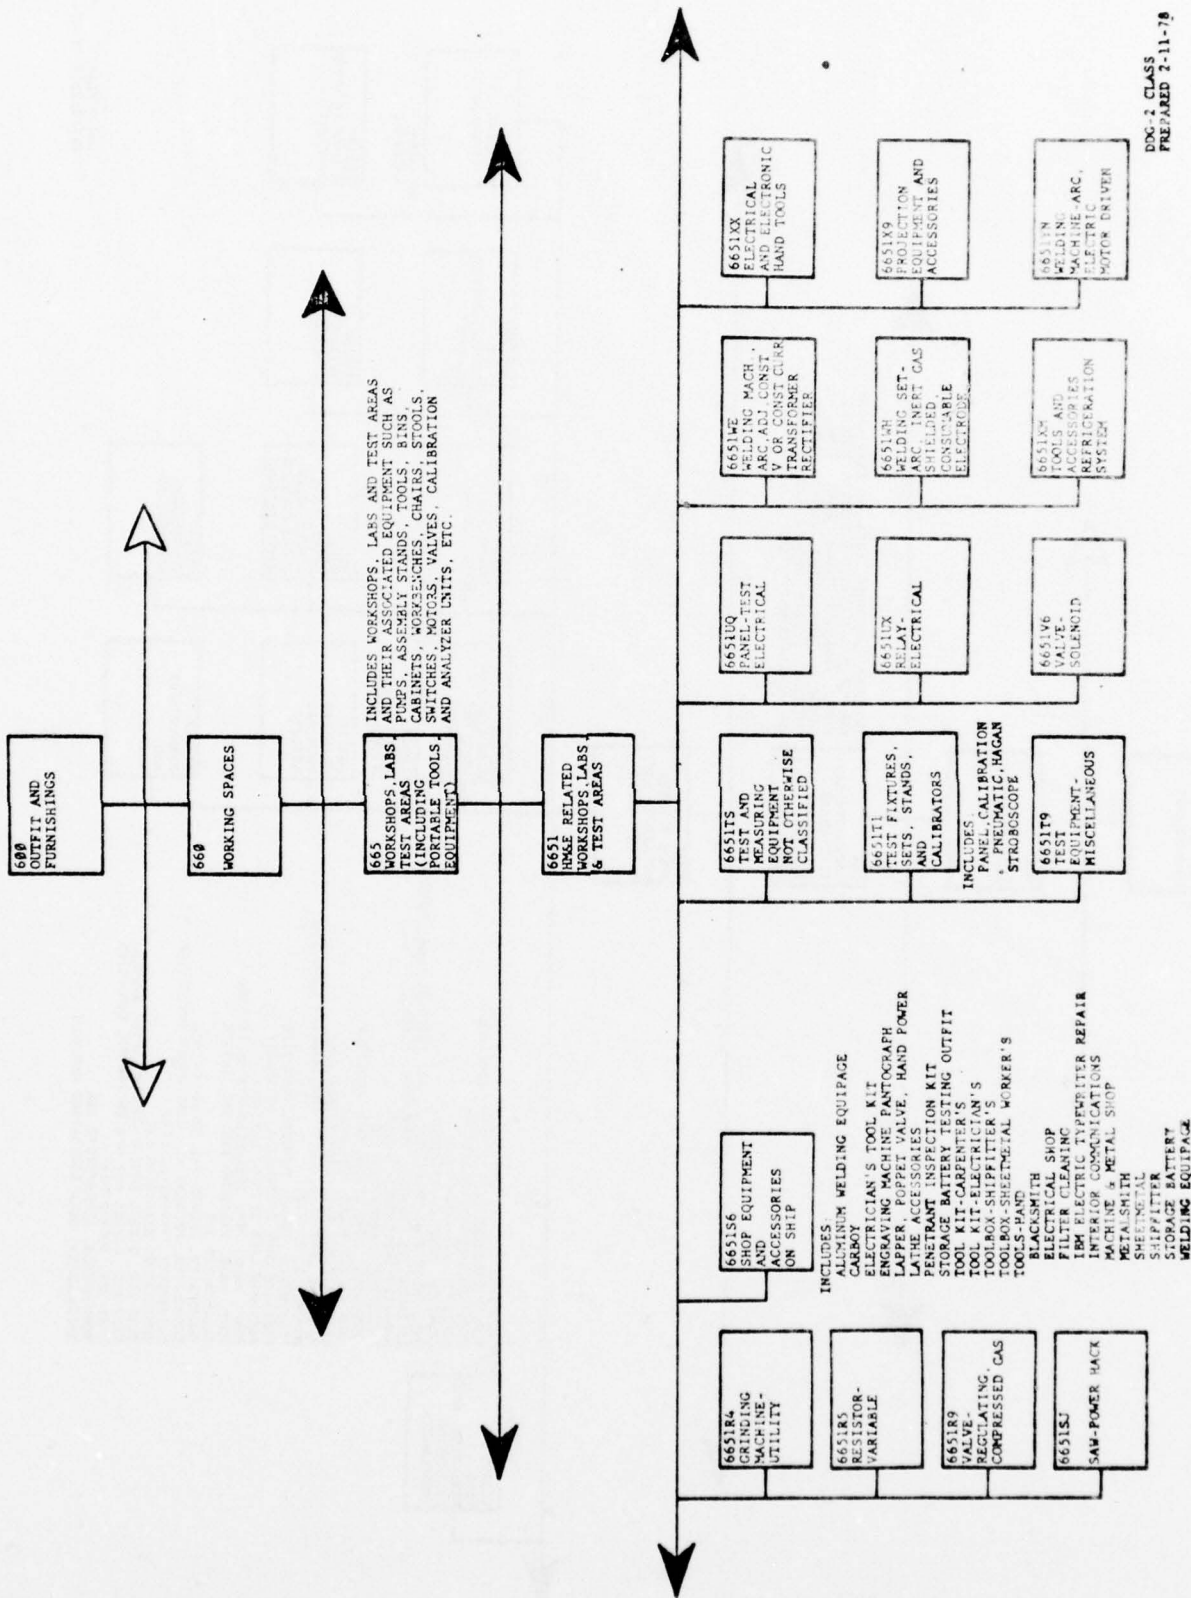 600
OUTFIT AND
FURNISHINGS
660
WORKING SPACES
665
WORKSHOPS, LABS,
TEST AREAS
(INCLUDING
PORTABLE TOOLS,
EQUIPMENT)
INCLUDES WORKSHOPS, LABS AND TEST AREAS
AND THEIR ASSOCIATED EQUIPMENT SUCH AS
PUMPS, ASSEMBLY STANDS, TOOLS, BINS,
CABINETS, WORKBENCHES, CHAIRS, STOOLS,
SWITCHES, MOTORS, VALVES, CALIBRATION
AND ANALYZER UNITS, ETC.
6651
HM&E RELATED
WORKSHOPS, LABS,
& TEST AREAS
6651R4
GRINDING
MACHINE-
UTILITY
6651R5
RESISTOR-
VARIABLE
6651R9
VALVE-
REGULATING,
COMPRESSED GAS
6651SJ
SAW-POWER HACK
6651S6
SHOP EQUIPMENT
AND
ACCESSORIES
ON SHIP
INCLUDES
ALUMINUM WELDING EQUIPAGE
CARBOY
ELECTRICIAN'S TOOL KIT
ENGRAVING MACHINE PANTOGRAPH
LAPPER, POPPET VALVE, HAND POWER
LATHE ACCESSORIES
PENETRANT INSPECTION KIT
STORAGE BATTERY TESTING OUTFIT
TOOL KIT-CARPENTER'S
TOOL KIT-ELECTRICIAN'S
TOOLBOX-SHIPFITTER'S
TOOLBOX-SHEETMETAL WORKER'S
TOOLS-HAND
BLACKSMITH
ELECTRICAL SHOP
FILTER CLEANING
IBM ELECTRIC TYPEWRITER REPAIR
INTERIOR COMMUNICATIONS
MACHINE & METAL SHOP
METALSMITH
SHEETMETAL
SHIPFITTER
STORAGE BATTERY
WELDING EQUIPAGE
6651TS
TEST AND
MEASURING
EQUIPMENT
NOT OTHERWISE
CLASSIFIED
6651T1
TEST FIXTURES,
SETS, STANDS,
AND
CALIBRATORS
INCLUDES
PANEL, CALIBRATION
PNEUMATIC, HAGAN
STROBOSCOPE
6651T9
TEST
EQUIPMENT-
MISCELLANEOUS
6651UQ
PANEL-TEST
ELECTRICAL
6651UX
RELAY-
ELECTRICAL
6651V6
VALVE-
SOLENOID
6651WE
WELDING MACH.,
ARC, ADJ, CONST
V OR CONST CURR
TRANSFORMER
RECTIFIER
6651WH
WELDING SET-
ARC, INERT GAS
SHIELDED,
CONSUMABLE
ELECTRODE
6651XM
TOOLS AND
ACCESSORIES
REFRIGERATION
SYSTEM
6651XX
ELECTRICAL
AND ELECTRONIC
HAND TOOLS
6651X9
PROJECTION
EQUIPMENT AND
ACCESSORIES
6651YN
WELDING
MACHINE-ARC,
ELECTRIC
MOTOR DRIVEN
DDG-2 CLASS
PREPARED 2-11-78